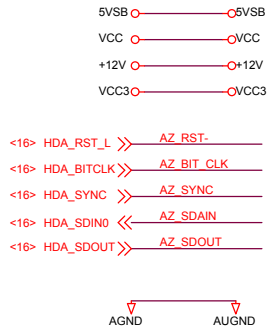 5VSB 5VSB
VCC VCC
+12V +12V
VCC3 VCC3
<16> HDA_RST_L AZ_RST-
<16> HDA_BITCLK AZ_BIT_CLK
<16> HDA_SYNC AZ_SYNC
<16> HDA_SDIN0 AZ_SDAIN
<16> HDA_SDOUT AZ_SDOUT
AGND AUGND